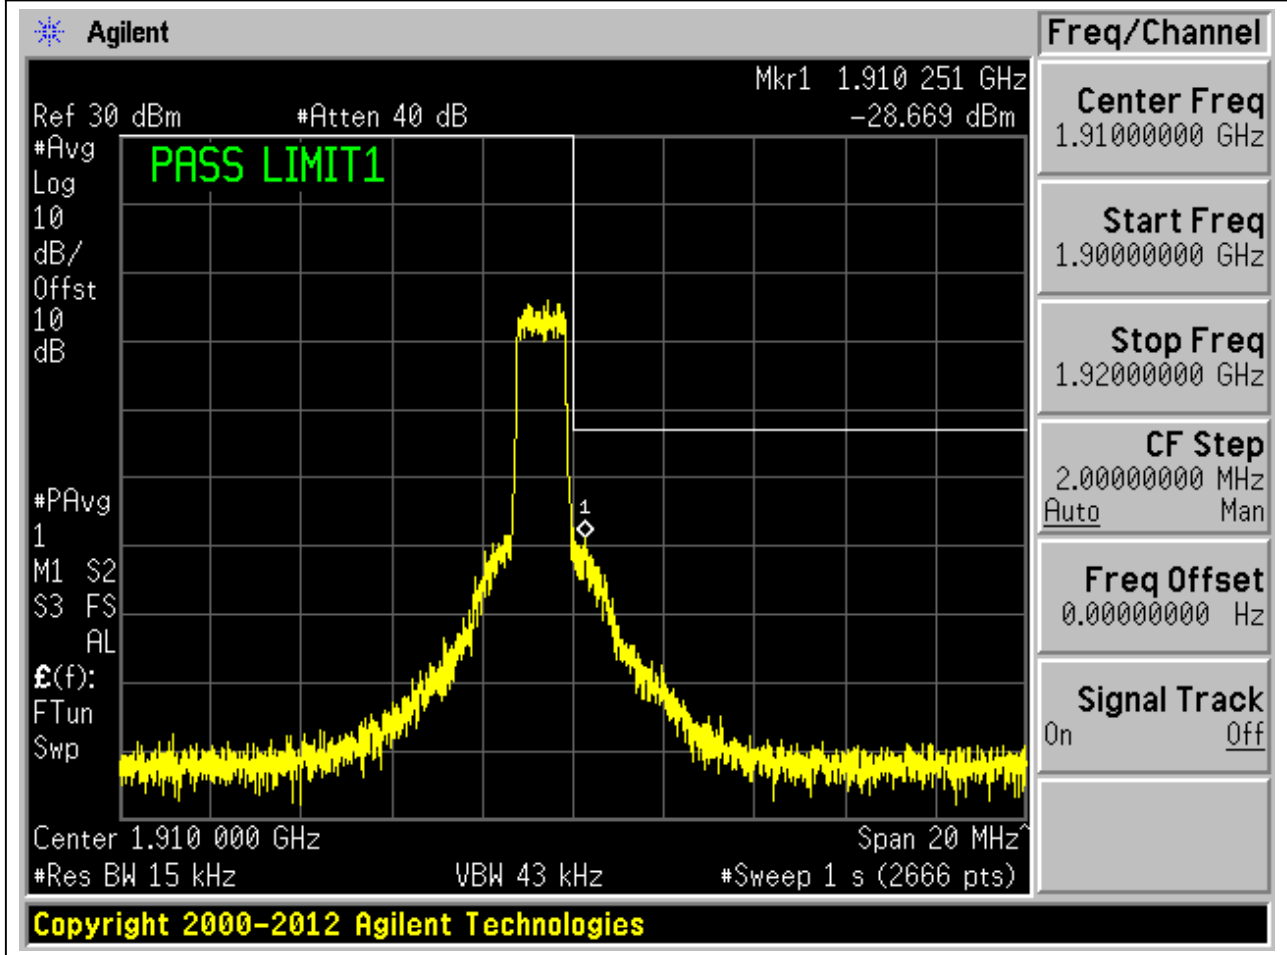 Agilent
Freq/Channel
Mkr1 1.910 251 GHz
Ref 30 dBm #Atten 40 dB -28.669 dBm
#Avg
Log
10
dB/
Offst
10
dB
PASS LIMIT1
#PAvg
1
M1 S2
S3 FS
AL
£(f):
FTun
Swp
1
Center 1.910 000 GHz Span 20 MHz^
#Res BW 15 kHz VBW 43 kHz #Sweep 1 s (2666 pts)
Center Freq
1.91000000 GHz
Start Freq
1.90000000 GHz
Stop Freq
1.92000000 GHz
CF Step
2.00000000 MHz
Auto Man
Freq Offset
0.00000000 Hz
Signal Track
On Off
Copyright 2000-2012 Agilent Technologies